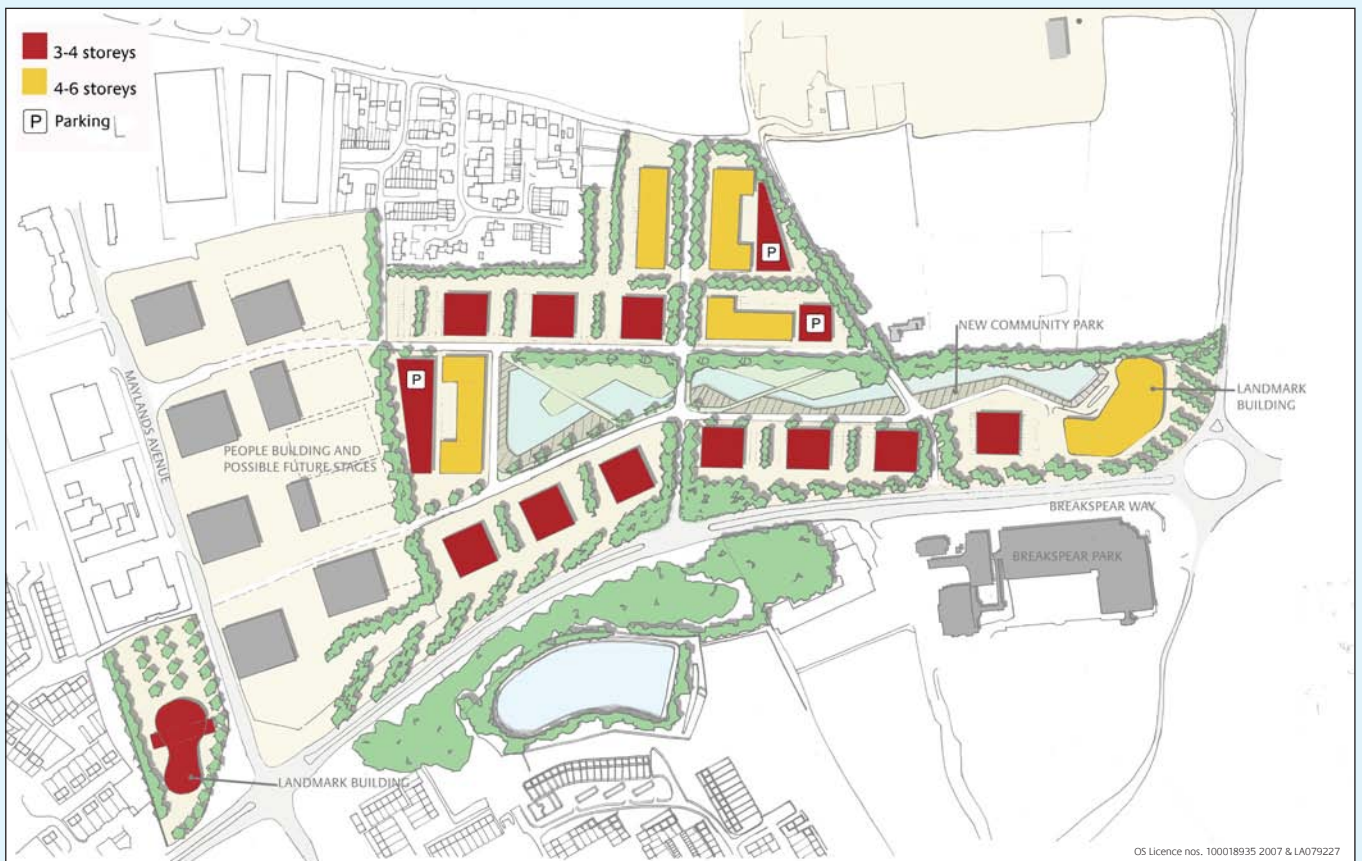 3-4 storeys
4-6 storeys
P Parking
P
P
NEW COMMUNITY PARK
P
LANDMARK
BUILDING
MAYLANDS AVENUE
PEOPLE BUILDING AND
POSSIBLE FUTURE STAGES
BREAKSPEAR WAY
BREAKSPEAR PARK
LANDMARK BUILDING
OS Licence nos. 100018935 2007 & LA079227